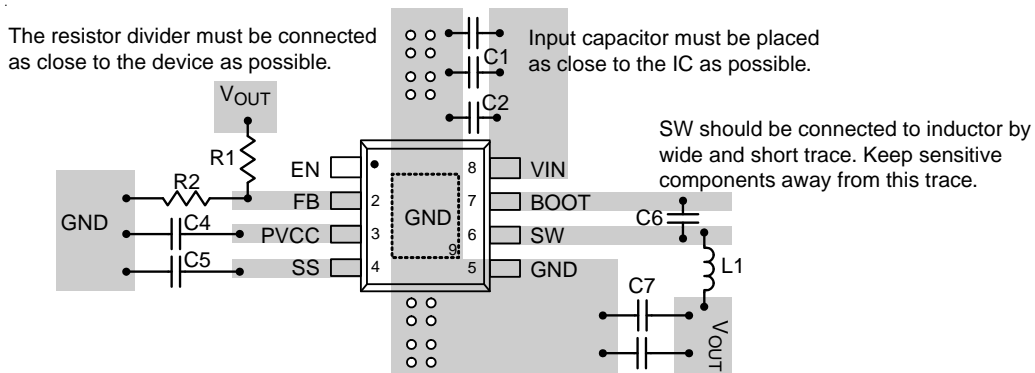 The resistor divider must be connected
as close to the device as possible.
Input capacitor must be placed
as close to the IC as possible.
C1
C2
VOUT
SW should be connected to inductor by
wide and short trace. Keep sensitive
components away from this trace.
R1
EN
8
VIN
R2
FB
2
7
BOOT
GND
C4
PVCC
3
GND
6
SW
C6
9
C5
SS
4
5
GND
L1
C7
VOUT